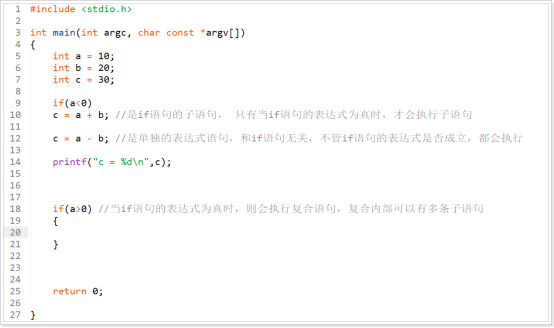 1 #include <stdio.h>
2
3 int main(int argc, char const *argv[])
4 {
5 int a = 10;
6 int b = 20;
7 int c = 30;
8
9 if(a<0)
10 c = a + b; //是if语句的子语句, 只有当if语句的表达式为真时, 才会执行子语句
11
12 c = a - b; //是单独的表达式语句, 和if语句无关, 不管if语句的表达式是否成立, 都会执行
13
14 printf("c = %d\n",c);
15
16
17
18 if(a>0) //当if语句的表达式为真时, 则会执行复合语句, 复合内部可以有多条子语句
19 {
20
21 }
22
23
24
25 return 0;
26
27 }